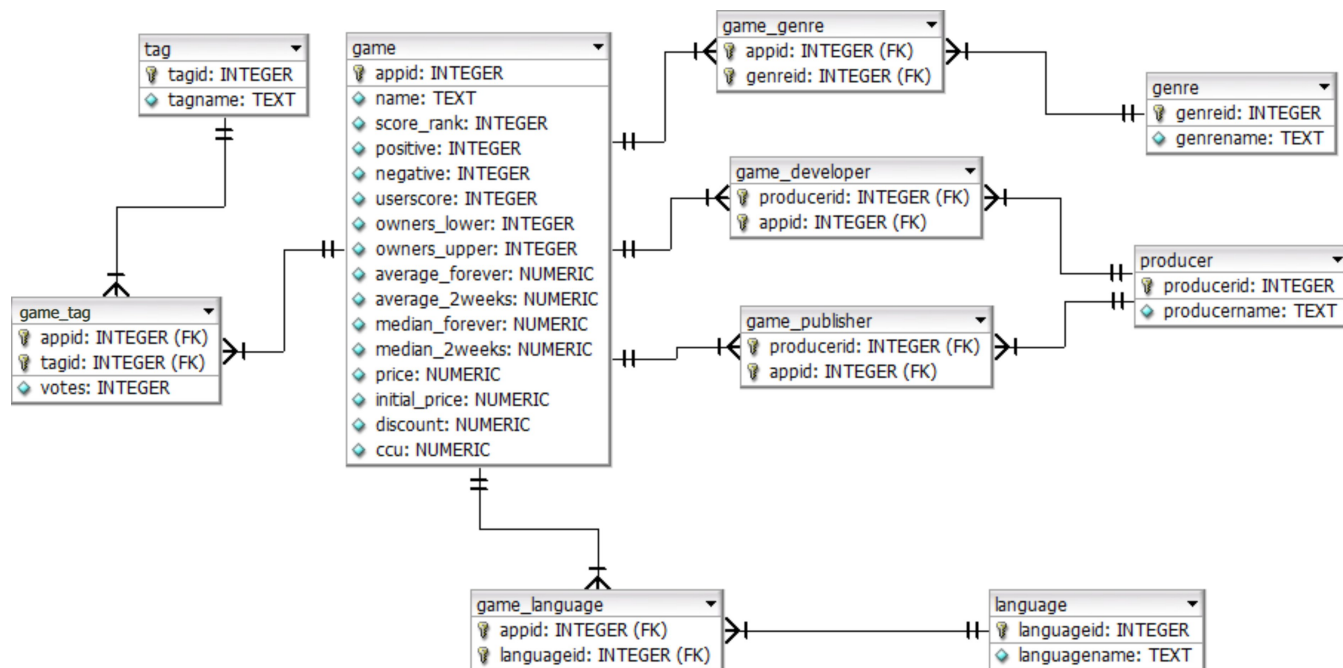 tag
tagid: INTEGER
tagname: TEXT
game
appid: INTEGER
name: TEXT
score_rank: INTEGER
positive: INTEGER
negative: INTEGER
userscore: INTEGER
owners_lower: INTEGER
owners_upper: INTEGER
average_forever: NUMERIC
average_2weeks: NUMERIC
median_forever: NUMERIC
median_2weeks: NUMERIC
price: NUMERIC
initial_price: NUMERIC
discount: NUMERIC
ccu: NUMERIC
game_genre
appid: INTEGER (FK)
genreid: INTEGER (FK)
genre
genreid: INTEGER
genrename: TEXT
game_developer
producerid: INTEGER (FK)
appid: INTEGER (FK)
producer
producerid: INTEGER
producername: TEXT
game_publisher
producerid: INTEGER (FK)
appid: INTEGER (FK)
game_tag
appid: INTEGER (FK)
tagid: INTEGER (FK)
votes: INTEGER
game_language
appid: INTEGER (FK)
languageid: INTEGER (FK)
language
languageid: INTEGER
languagename: TEXT